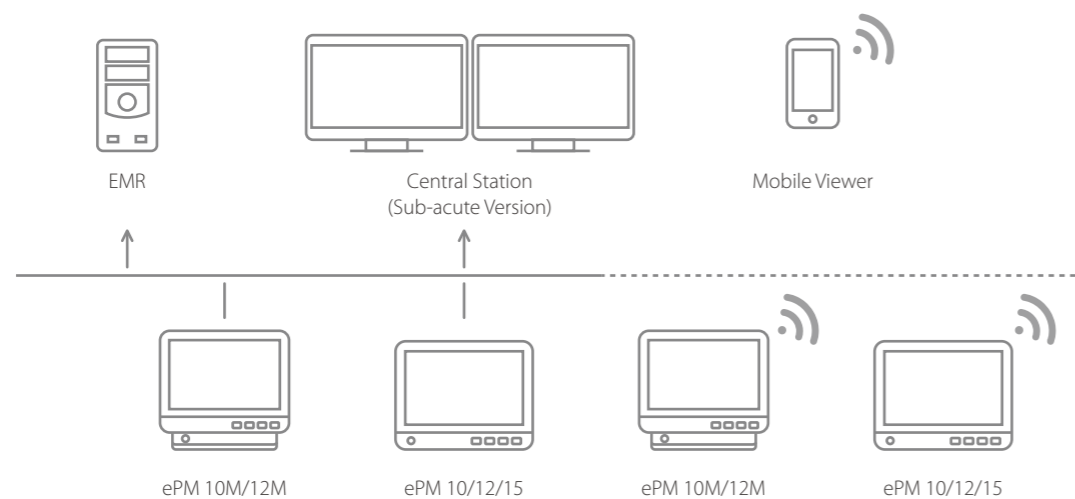 EMR
Central Station
(Sub-acute Version)
Mobile Viewer
ePM 10M/12M
ePM 10/12/15
ePM 10M/12M
ePM 10/12/15